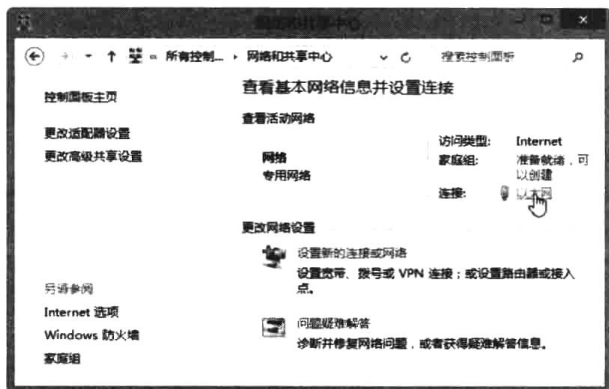 网络和共享中心
所有控制... 网络和共享中心 搜索控制面板
控制面板主页
更改适配器设置
更改高级共享设置
查看基本网络信息并设置连接
查看活动网络
网络
专用网络
访问类型: Internet
家庭组: 准备就绪，可
以创建
连接: 以太网
更改网络设置
设置新的连接或网络
设置宽带、拨号或 VPN 连接；或设置路由器或接入
点。
问题疑难解答
诊断并修复网络问题，或者获得疑难解答信息。
另请参阅
Internet 选项
Windows 防火墙
家庭组